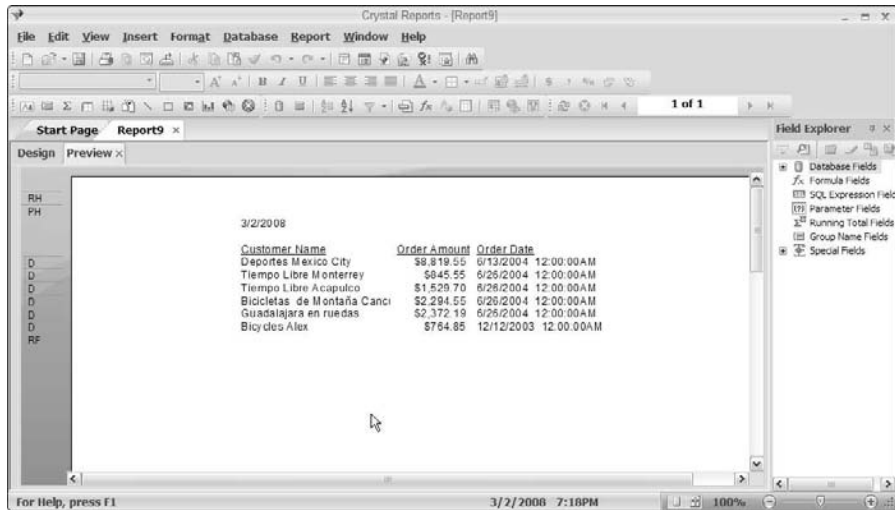 Crystal Reports - [Report9]
File Edit View Insert Format Database Report Window Help
1 of 1
Start Page Report9 ×
Field Explorer
Design Preview ×
Database Fields
Formula Fields
SQL Expression Field
Parameter Fields
Running Total Fields
Group Name Fields
Special Fields
RH
PH
3/2/2008
Customer Name Order Amount Order Date
D Deportes Mexico City $8,819.55 6/13/2004 12:00:00AM
D Tiempo Libre Monterrey $845.55 6/26/2004 12:00:00AM
D Tiempo Libre Acapulco $1,529.70 6/26/2004 12:00:00AM
D Bicicletas de Montaña Canc $2,294.55 6/26/2004 12:00:00AM
D Guadalajara en ruedas $2,372.19 6/26/2004 12:00:00AM
D Bicycles Alex $764.85 12/12/2003 12:00:00AM
RF
For Help, press F1 3/2/2008 7:18PM 100%